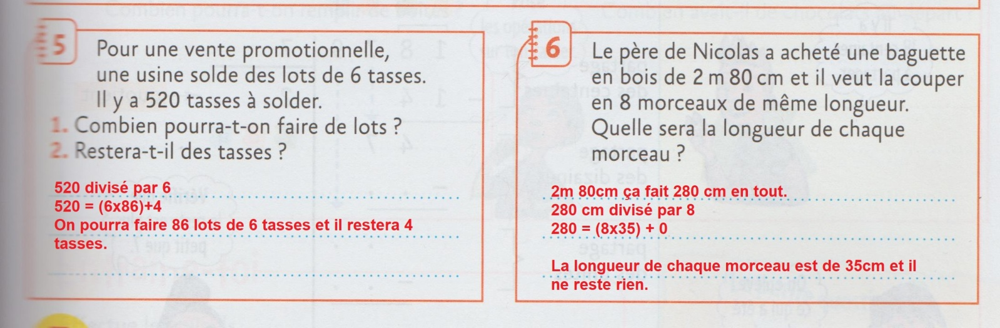 5
Pour une vente promotionnelle,
une usine solde des lots de 6 tasses.
Il y a 520 tasses à solder.
1. Combien pourra-t-on faire de lots ?
2. Restera-t-il des tasses ?
520 divisé par 6
520 = (6x86)+4
On pourra faire 86 lots de 6 tasses et il restera 4
tasses.
6
Le père de Nicolas a acheté une baguette
en bois de 2 m 80 cm et il veut la couper
en 8 morceaux de même longueur.
Quelle sera la longueur de chaque
morceau ?
2m 80cm ça fait 280 cm en tout.
280 cm divisé par 8
280 = (8x35) + 0
La longueur de chaque morceau est de 35cm et il
ne reste rien.